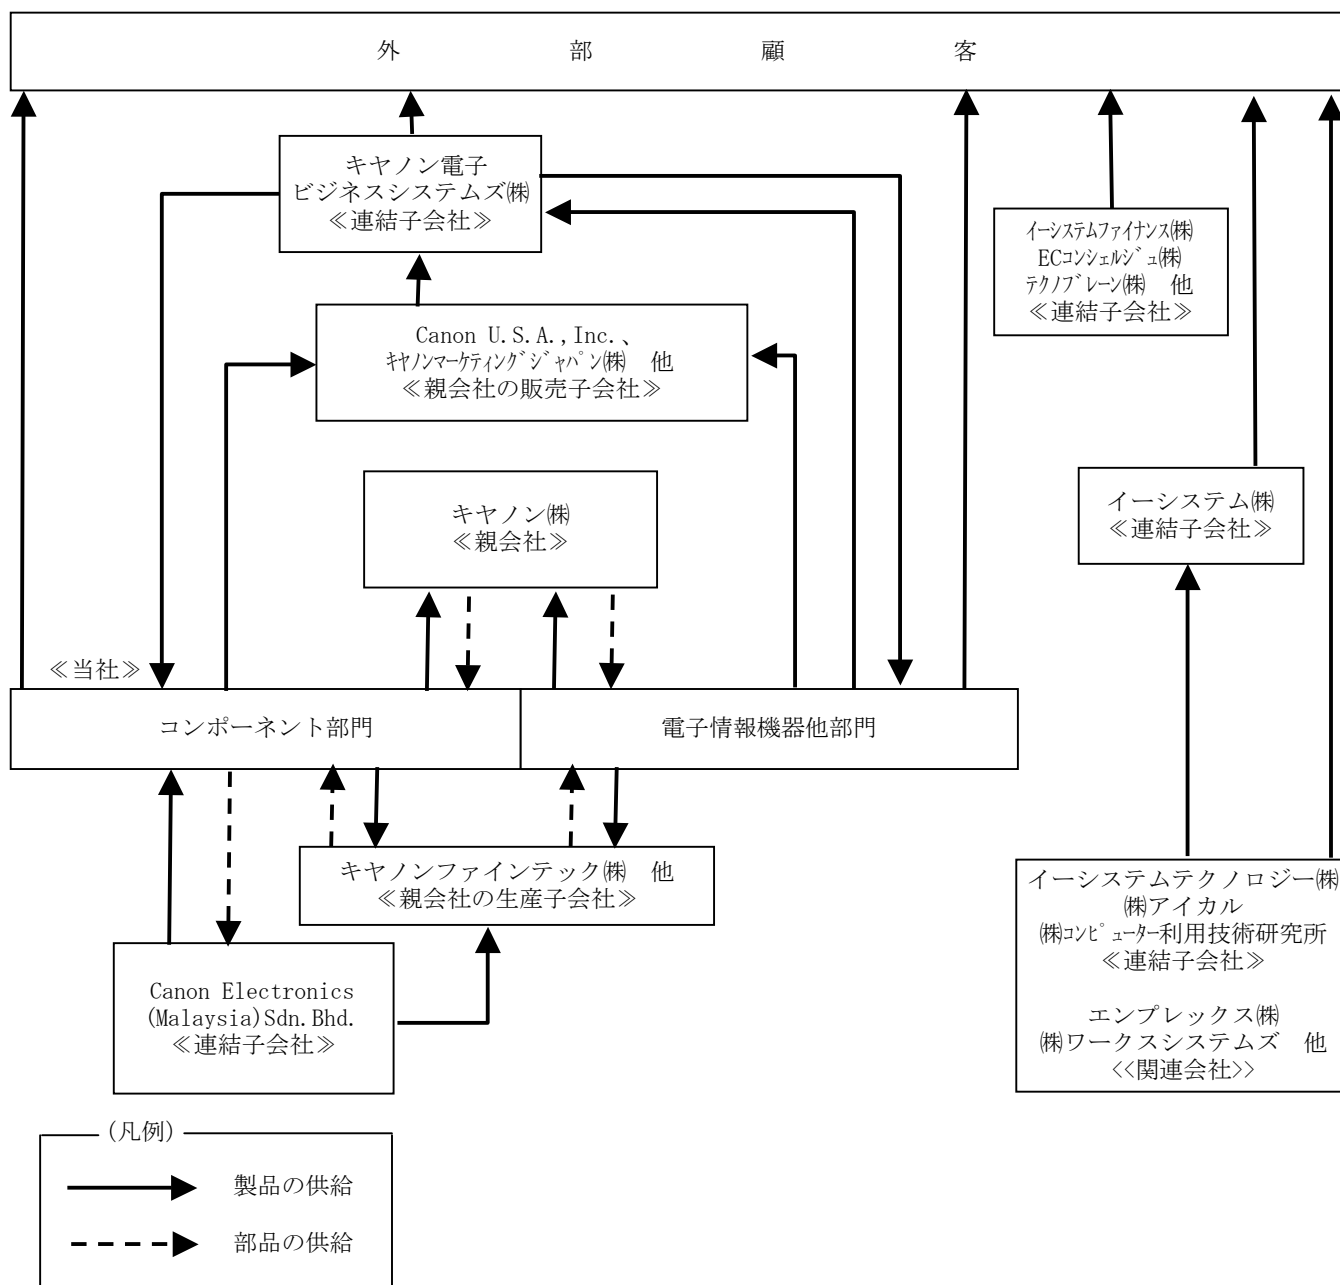 外部顧客
キヤノン電子
ビジネスシステムズ㈱
≪連結子会社≫
イーシステムファイナンス㈱
ECコンシェルジュ㈱
テクノブレーン㈱　他
≪連結子会社≫
Canon U.S.A.,Inc.、
キヤノンマーケティングジャパン㈱　他
≪親会社の販売子会社≫
キヤノン㈱
≪親会社≫
イーシステム㈱
≪連結子会社≫
≪当社≫
コンポーネント部門
電子情報機器他部門
キヤノンファインテック㈱　他
≪親会社の生産子会社≫
Canon Electronics
(Malaysia)Sdn.Bhd.
≪連結子会社≫
イーシステムテクノロジー㈱
㈱アイカル
㈱コンピューター利用技術研究所
≪連結子会社≫
エンプレックス㈱
㈱ワークスシステムズ　他
<<関連会社>>
(凡例)
製品の供給
部品の供給